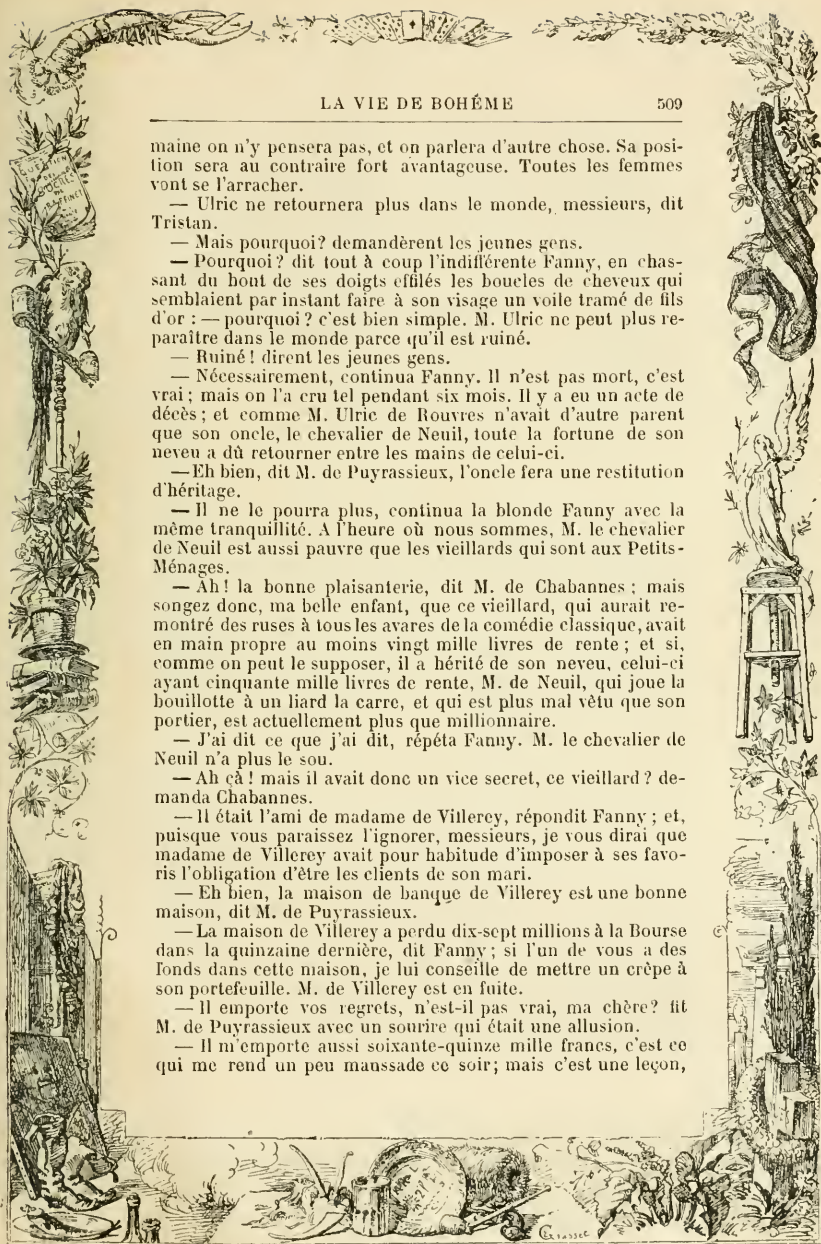 LA VIE DE BOHÊME 509
maine on n'y pensera pas, et on parlera d'autre chose. Sa posi-
tion sera au contraire fort avantageuse. Toutes les femmes
vont se l'arracher.
— Ulric ne retournera plus dans le monde, messieurs, dit
Tristan.
— Mais pourquoi? demandèrent les jeunes gens.
— Pourquoi? dit tout à coup l'indifférente Fanny, en chas-
sant du bout de ses doigts effilés les boucles de cheveux qui
semblaient par instant faire à son visage un voile tramé de fils
d'or : — pourquoi? c'est bien simple. M. Ulric ne peut plus re-
paraître dans le monde parce qu'il est ruiné.
— Ruiné! dirent les jeunes gens.
— Nécessairement, continua Fanny. Il n'est pas mort, c'est
vrai; mais on l'a cru tel pendant six mois. Il y a eu un acte de
décès; et comme M. Ulric de Rouvres n'avait d'autre parent
que son oncle, le chevalier de Neuil, toute la fortune de son
neveu a dû retourner entre les mains de celui-ci.
— Eh bien, dit M. de Puyrassieux, l'oncle fera une restitution
d'héritage.
— Il ne le pourra plus, continua la blonde Fanny avec la
même tranquillité. A l'heure où nous sommes, M. le chevalier
de Neuil est aussi pauvre que les vieillards qui sont aux Petits-
Ménages.
— Ah! la bonne plaisanterie, dit M. de Chabannes; mais
songez donc, ma belle enfant, que ce vieillard, qui aurait re-
montré des ruses à tous les avares de la comédie classique, avait
en main propre au moins vingt mille livres de rente; et si,
comme on peut le supposer, il a hérité de son neveu, celui-ci
ayant cinquante mille livres de rente, M. de Neuil, qui joue la
bouillotte à un liard la carre, et qui est plus mal vêtu que son
portier, est actuellement plus que millionnaire.
— J'ai dit ce que j'ai dit, répéta Fanny. M. le chevalier de
Neuil n'a plus le sou.
— Ah çà! mais il avait donc un vice secret, ce vieillard? de-
manda Chabannes.
— Il était l'ami de madame de Villerey, répondit Fanny; et,
puisque vous paraissez l'ignorer, messieurs, je vous dirai que
madame de Villerey avait pour habitude d'imposer à ses favo-
ris l'obligation d'être les clients de son mari.
— Eh bien, la maison de banque de Villerey est une bonne
maison, dit M. de Puyrassieux.
— La maison de Villerey a perdu dix-sept millions à la Bourse
dans la quinzaine dernière, dit Fanny; si l'un de vous a des
fonds dans cette maison, je lui conseille de mettre un crêpe à
son portefeuille. M. de Villerey est en fuite.
— Il emporte vos regrets, n'est-il pas vrai, ma chère? fit
M. de Puyrassieux avec un sourire qui était une allusion.
— Il m'emporte aussi soixante-quinze mille francs, c'est ce
qui me rend un peu maussade ce soir; mais c'est une leçon,